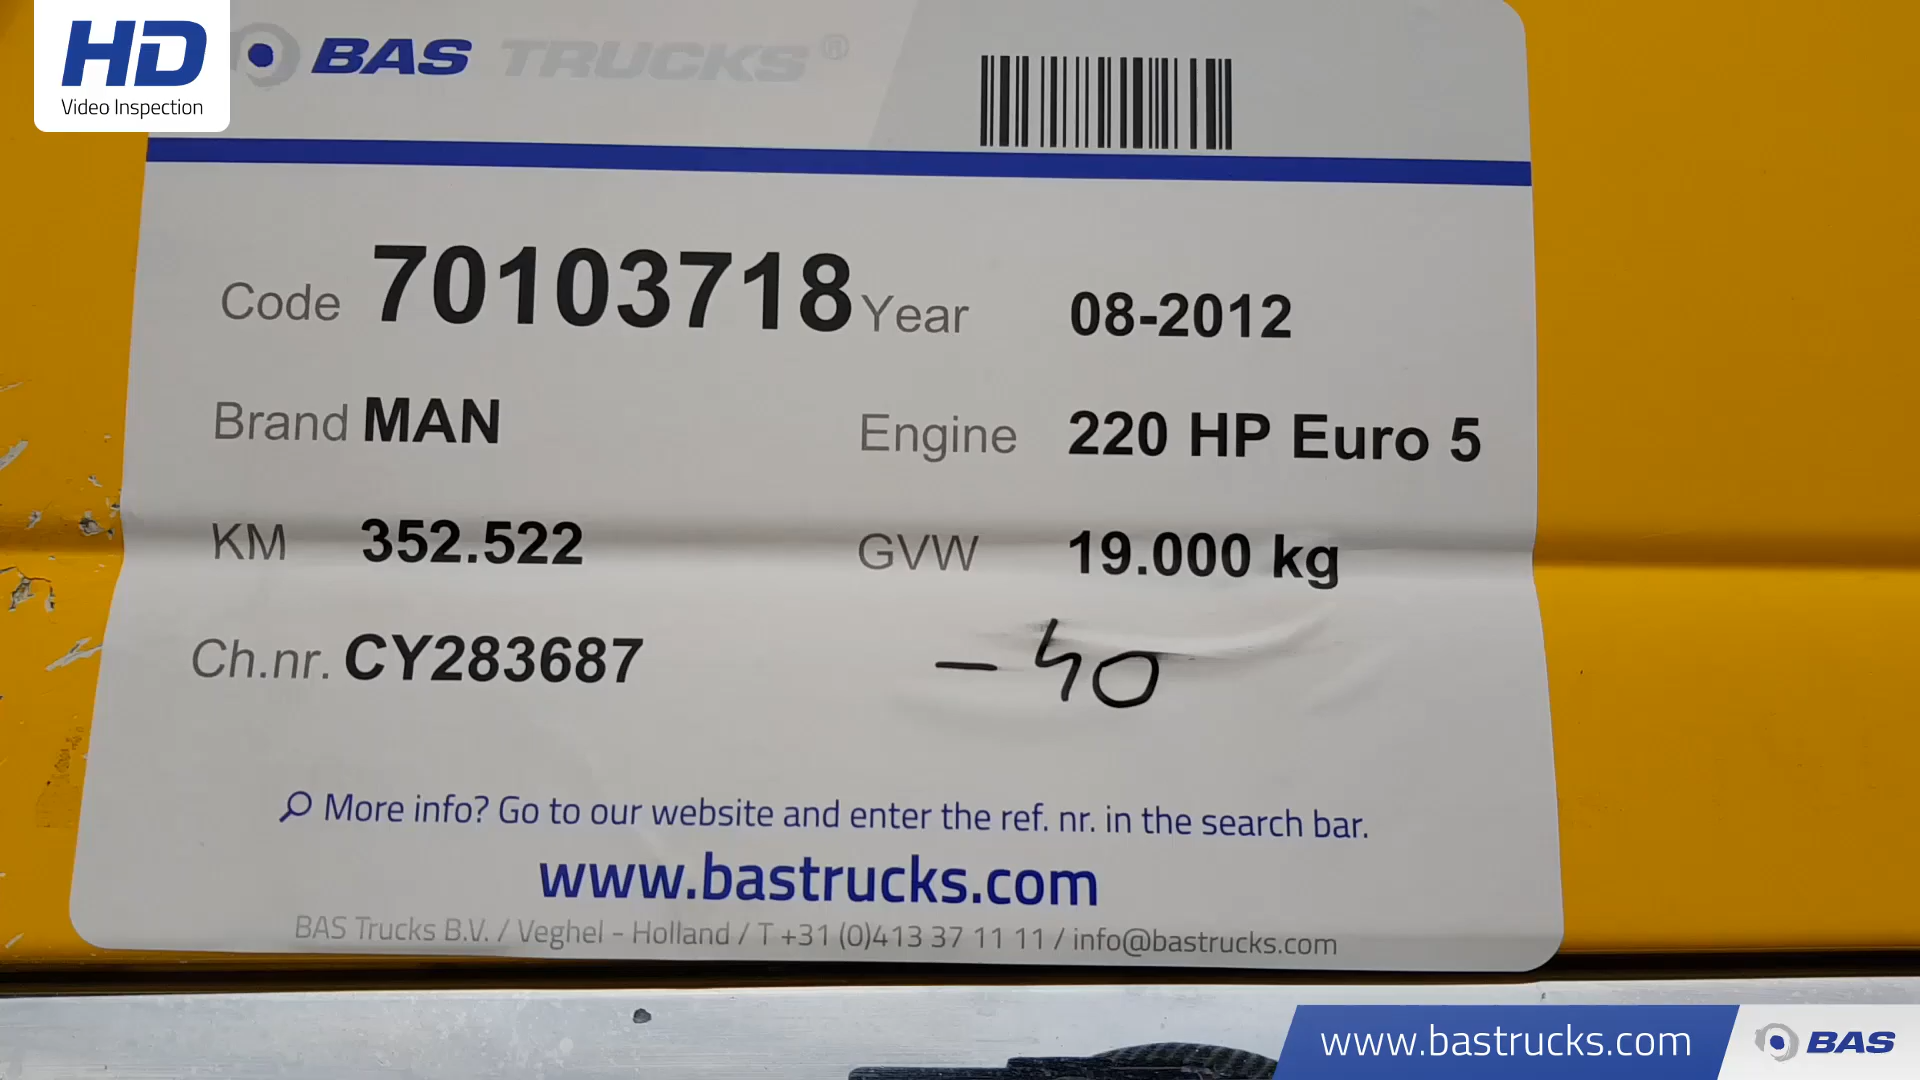 HD
Video Inspection
BAS TRUCKS®
Code 70103718 Year 08-2012
Brand MAN Engine 220 HP Euro 5
KM 352.522 GVW 19.000 kg
Ch.nr. CY283687 - 40
More info? Go to our website and enter the ref. nr. in the search bar.
www.bastrucks.com
BAS Trucks B.V. / Veghel - Holland / T +31 (0)413 37 11 11 / info@bastrucks.com
www.bastrucks.com BAS